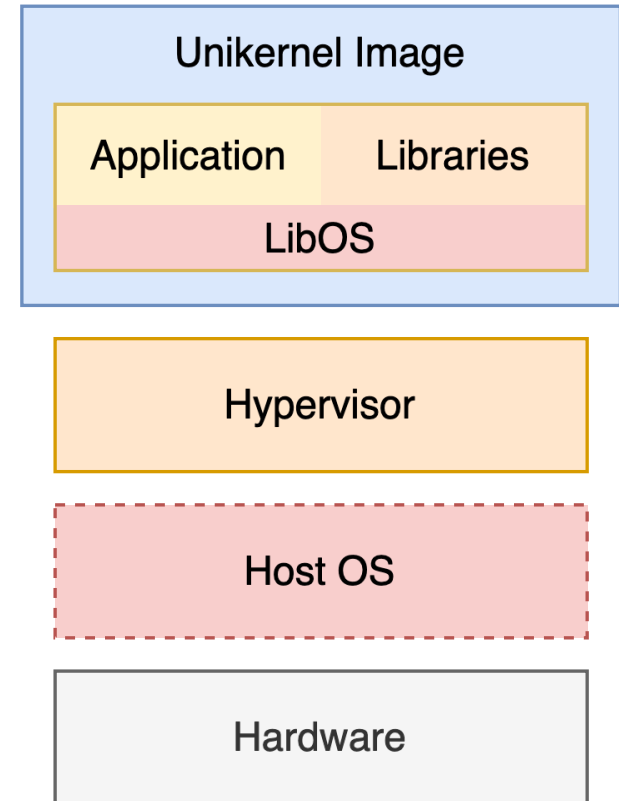 Unikernel Image
Application
Libraries
LibOS
Hypervisor
Host OS
Hardware